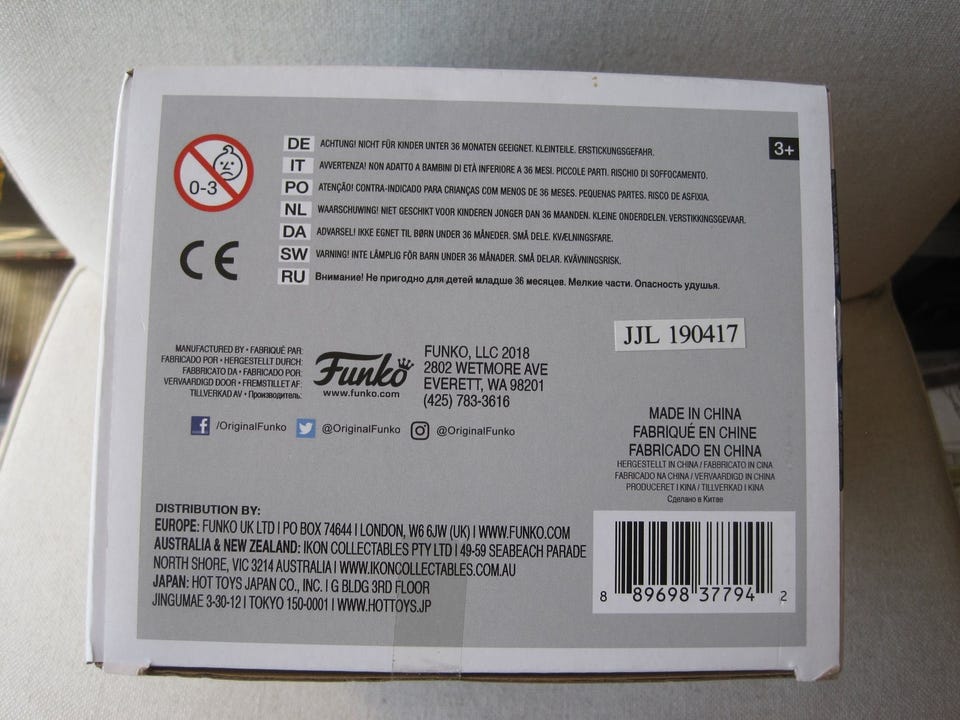 0-3
DE ACHTUNG! NICHT FÜR KINDER UNTER 36 MONATEN GEEIGNET. KLEINTEILE. ERSTICKUNGSGEFAHR.
3+
IT AVVERTENZA! NON ADATTO A BAMBINI DI ETÀ INFERIORE A 36 MESI. PICCOLE PARTI. RISCHIO DI SOFFOCAMENTO.
PO ATENÇÃO! CONTRA-INDICADO PARA CRIANÇAS COM MENOS DE 36 MESES. PEQUENAS PARTES. RISCO DE ASFIXIA.
NL WAARSCHUWING! NIET GESCHIKT VOOR KINDEREN JONGER DAN 36 MAANDEN. KLEINE ONDERDELEN. VERSTIKKINGSGEVAAR.
DA ADVARSEL! IKKE EGNET TIL BØRN UNDER 36 MÅNEDER. SMÅ DELE. KVÆLNINGSFARE.
SW VARNING! INTE LÄMPLIG FÖR BARN UNDER 36 MÅNADER. SMÅ DELAR. KVÄVNINGSRISK.
RU Внимание! Не пригодно для детей младше 36 месяцев. Мелкие части. Опасность удушья.
CE
JJL 190417
MANUFACTURED BY • FABRIQUÉ PAR:
FABRICADO POR • HERGESTELLT DURCH:
FABBRICATO DA • FABRICADO POR:
VERVAARDIGD DOOR • FREMSTILLET AF:
TILLVERKAD AV • Производитель:
Funko
www.funko.com
FUNKO, LLC 2018
2802 WETMORE AVE
EVERETT, WA 98201
(425) 783-3616
/OriginalFunko @OriginalFunko @OriginalFunko
MADE IN CHINA
FABRIQUÉ EN CHINE
FABRICADO EN CHINA
HERGESTELLT IN CHINA / FABBRICATO IN CINA
FABRICADO NA CHINA / VERVAARDIGD IN CHINA
PRODUCERET I KINA / TILLVERKAD I KINA
Сделано в Китае
DISTRIBUTION BY:
EUROPE: FUNKO UK LTD | PO BOX 74644 | LONDON, W6 6JW (UK) | WWW.FUNKO.COM
AUSTRALIA & NEW ZEALAND: IKON COLLECTABLES PTY LTD | 49-59 SEABEACH PARADE
NORTH SHORE, VIC 3214 AUSTRALIA | WWW.IKONCOLLECTABLES.COM.AU
JAPAN: HOT TOYS JAPAN CO., INC. | G BLDG 3RD FLOOR
JINGUMAE 3-30-12 | TOKYO 150-0001 | WWW.HOTTOYS.JP
8 89698 37794 2